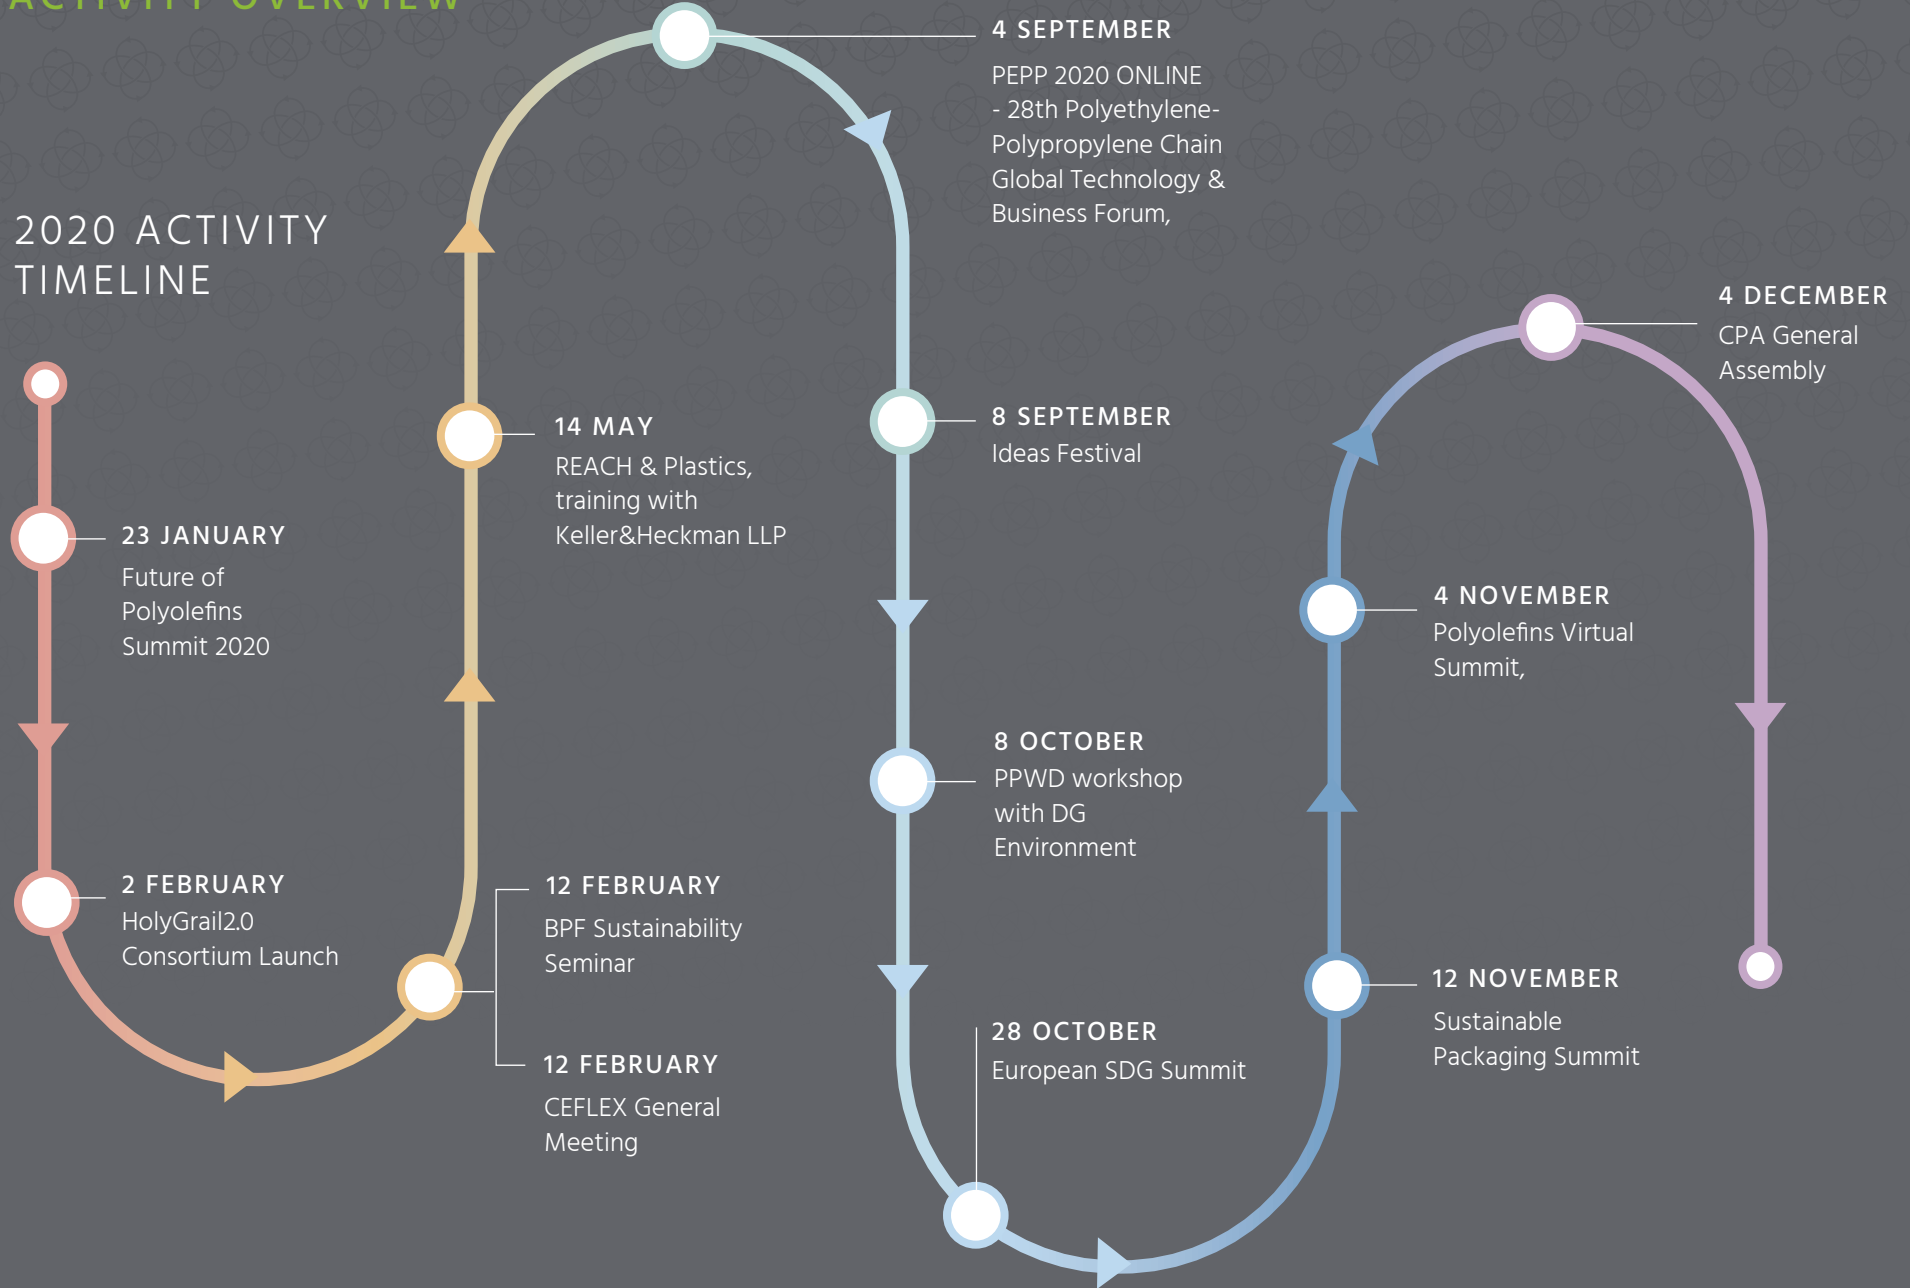 ACTIVITY OVERVIEW
2020 ACTIVITY
TIMELINE
23 JANUARY
Future of
Polyolefins
Summit 2020
2 FEBRUARY
HolyGrail2.0
Consortium Launch
12 FEBRUARY
BPF Sustainability
Seminar
12 FEBRUARY
CEFLEX General
Meeting
14 MAY
REACH & Plastics,
training with
Keller&Heckman LLP
4 SEPTEMBER
PEPP 2020 ONLINE
- 28th Polyethylene-
Polypropylene Chain
Global Technology &
Business Forum,
8 SEPTEMBER
Ideas Festival
8 OCTOBER
PPWD workshop
with DG
Environment
28 OCTOBER
European SDG Summit
12 NOVEMBER
Sustainable
Packaging Summit
4 NOVEMBER
Polyolefins Virtual
Summit,
4 DECEMBER
CPA General
Assembly